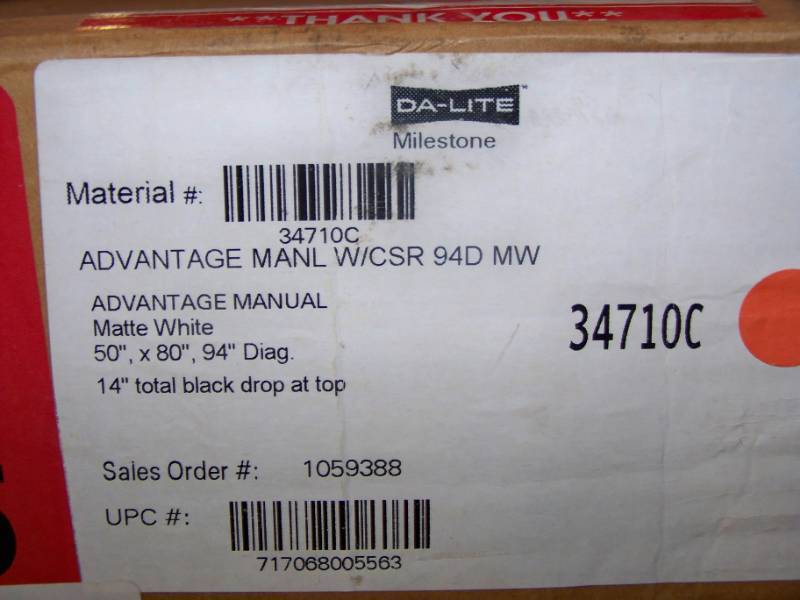 **THANK YOU**
DA-LITE™
Milestone
Material #:
34710C
ADVANTAGE MANL W/CSR 94D MW
ADVANTAGE MANUAL
Matte White
50", x 80", 94" Diag.
14" total black drop at top
34710C
Sales Order #: 1059388
UPC #:
717068005563